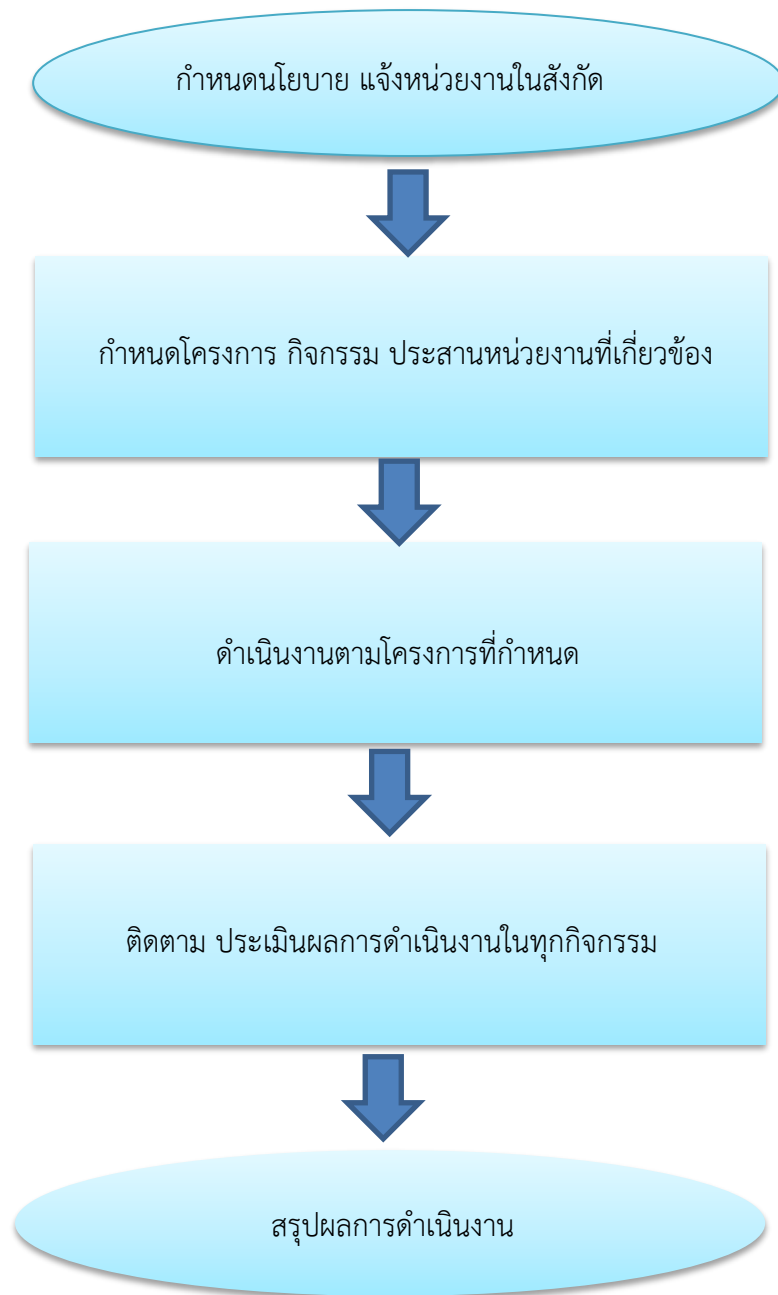 กำหนดนโยบาย แจ้งหน่วยงานในสังกัด
กำหนดโครงการ กิจกรรม ประสานหน่วยงานที่เกี่ยวข้อง
ดำเนินงานตามโครงการที่กำหนด
ติดตาม ประเมินผลการดำเนินงานในทุกกิจกรรม
สรุปผลการดำเนินงาน